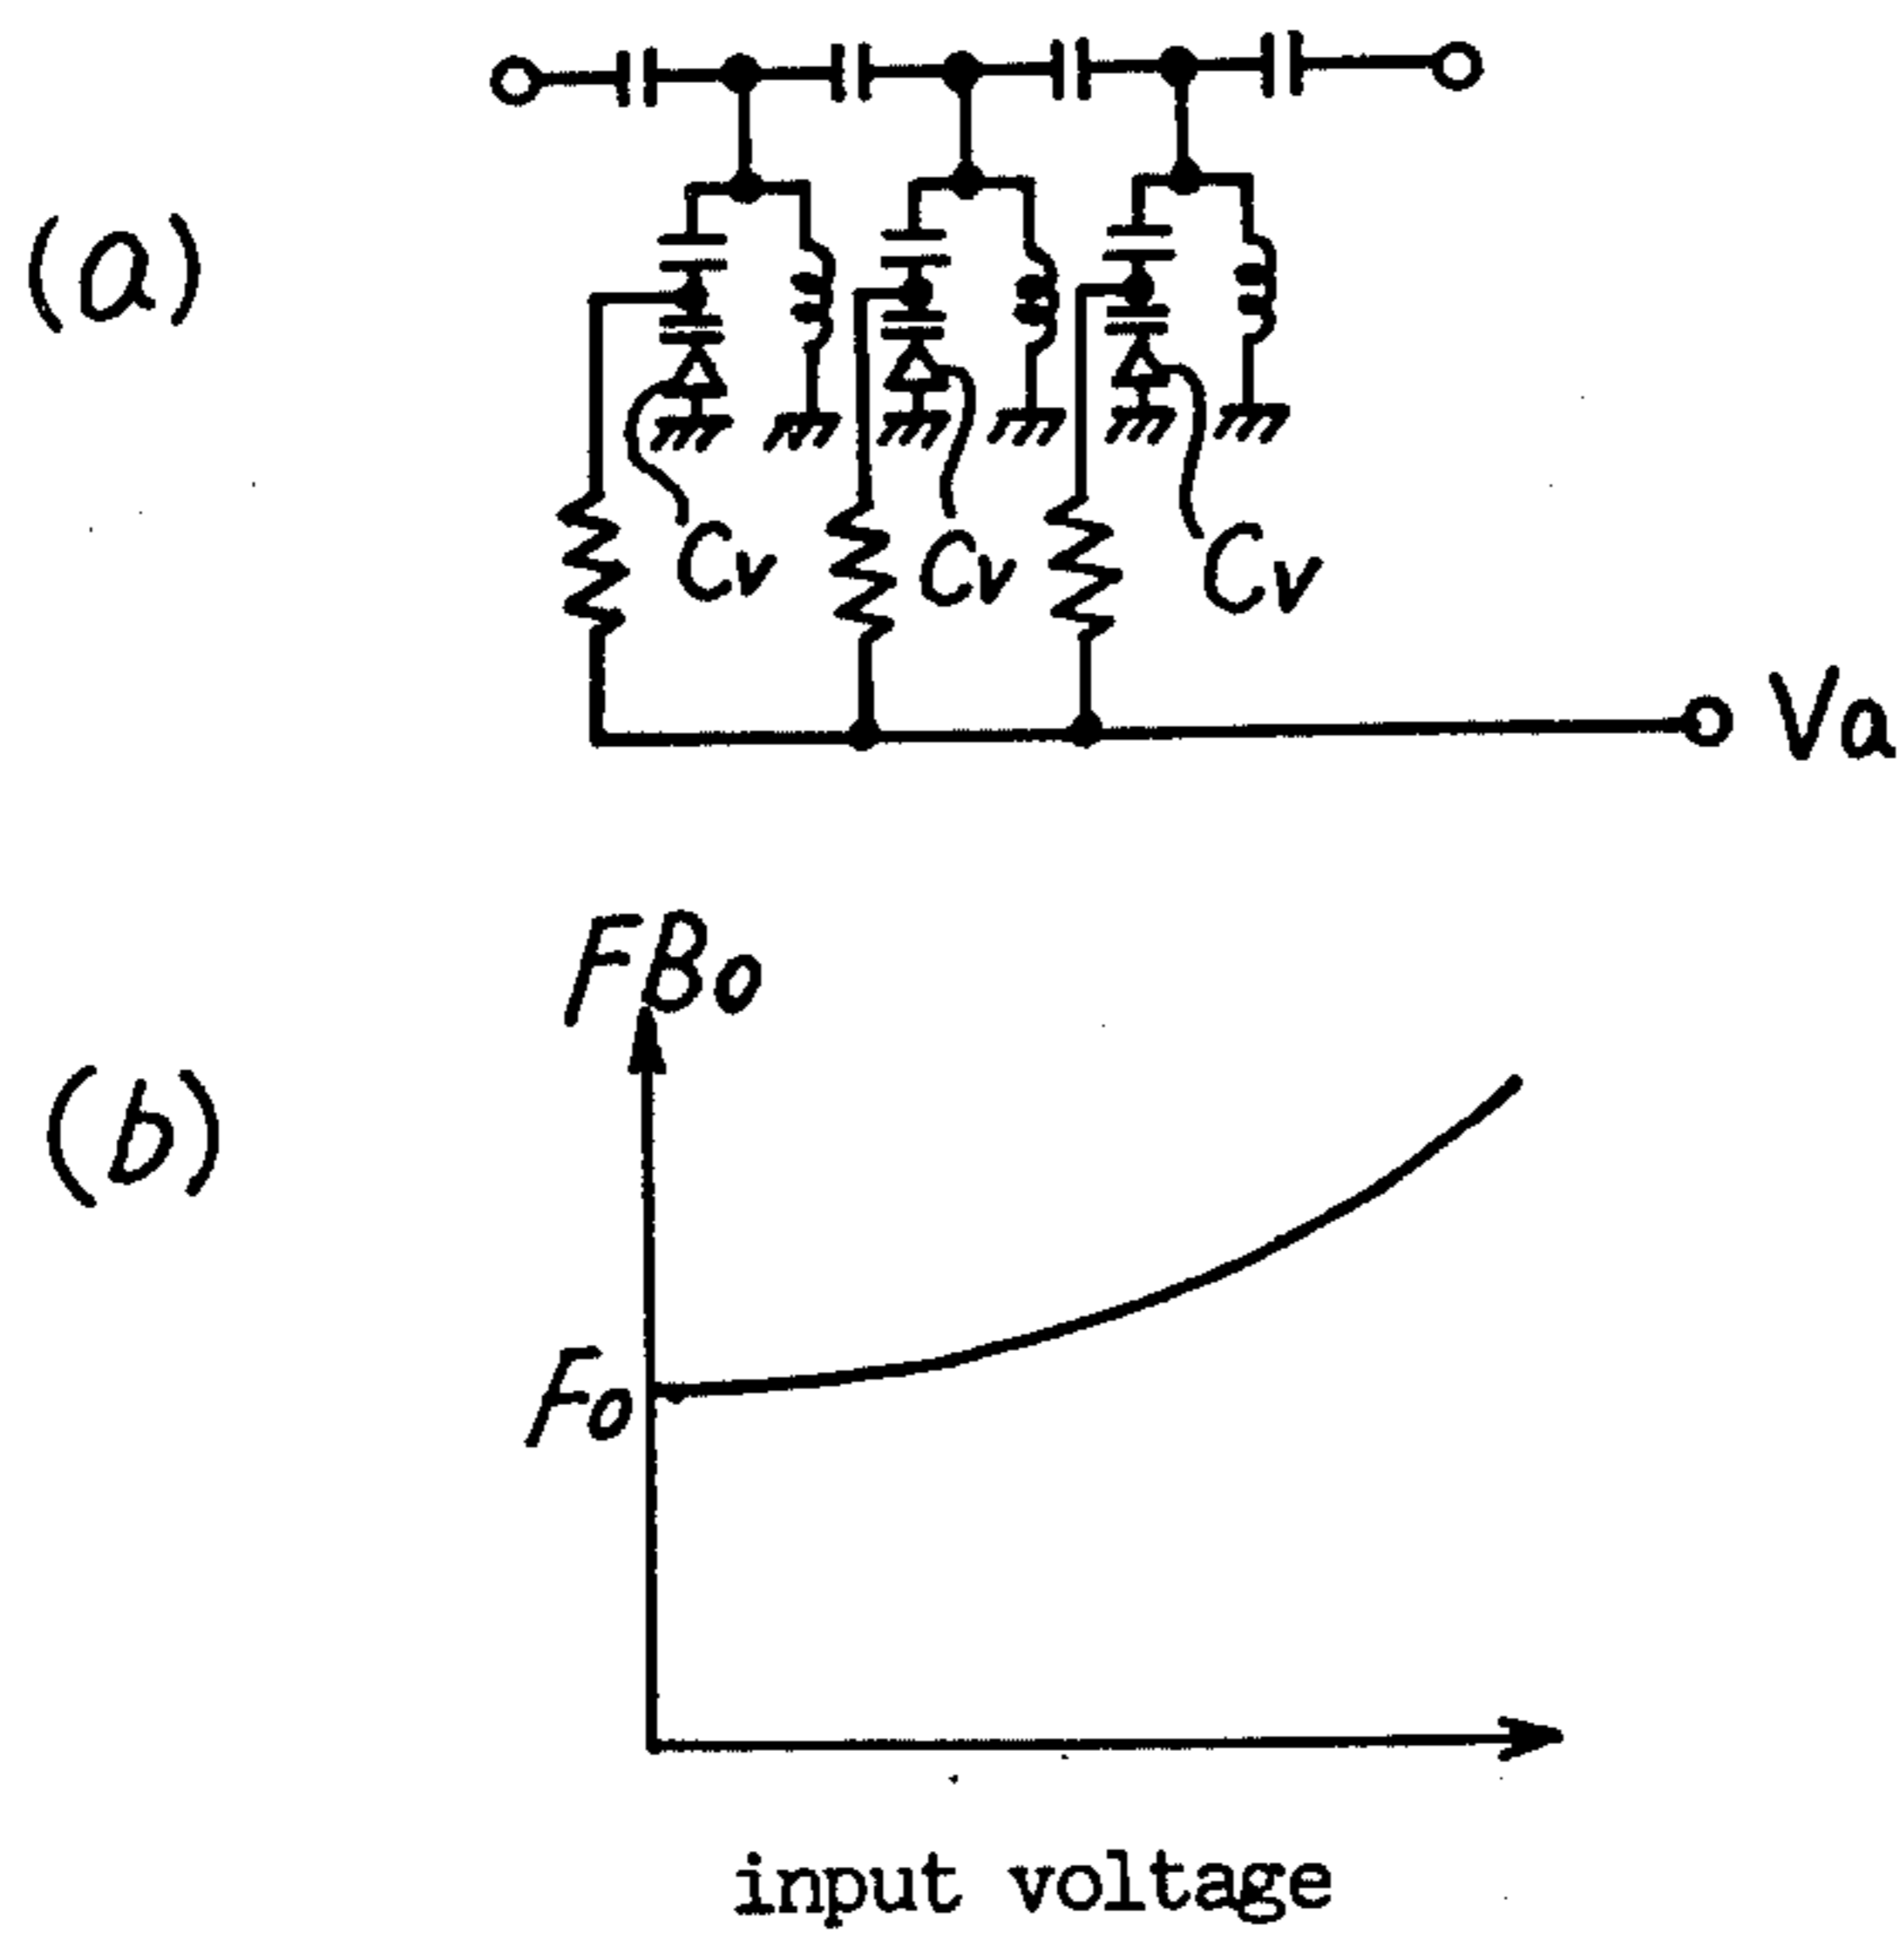 (a)
Cv Cv Cv
Va
FBo
(b)
Fo
input voltage